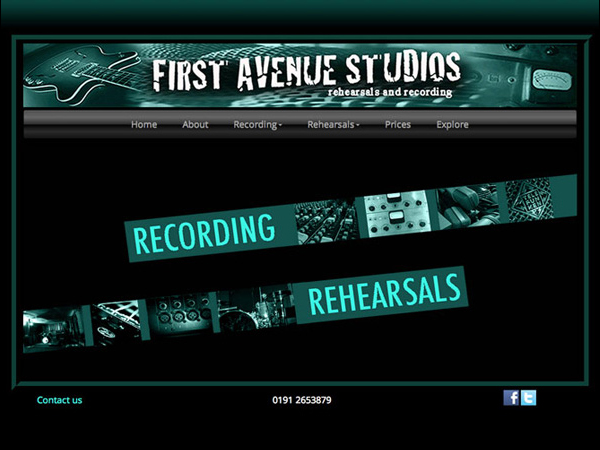 FIRST AVENUE STUDIOS
rehearsals and recording
Home About Recording Rehearsals Prices Explore
RECORDING
REHEARSALS
Contact us 0191 2653879